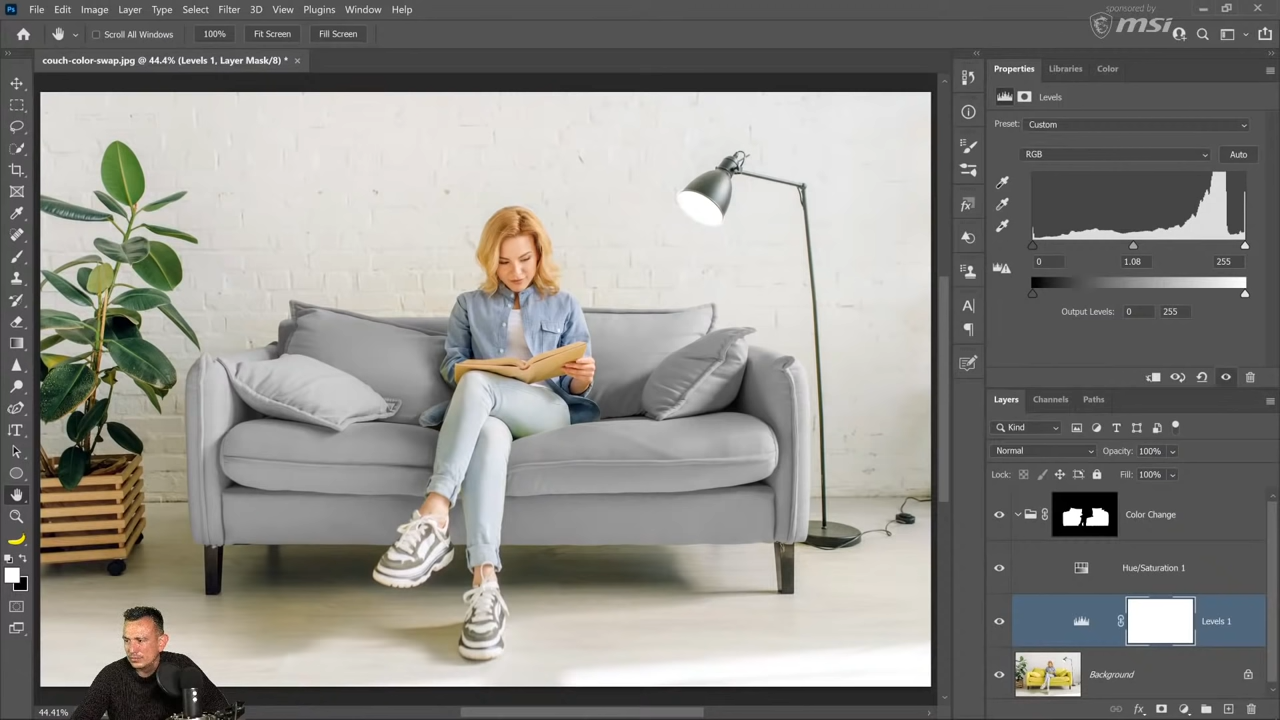 Ps File Edit Image Layer Type Select Filter 3D View Plugins Window Help
sponsored by
msi
Scroll All Windows 100% Fit Screen Fill Screen
couch-color-swap.jpg @ 44.4% (Levels 1, Layer Mask/8) *
Properties Libraries Color
Levels
Preset: Custom
RGB Auto
0 1.08 255
Output Levels: 0 255
Layers Channels Paths
Kind
Normal Opacity: 100%
Lock: Fill: 100%
Color Change
Hue/Saturation 1
Levels 1
Background
44.41%